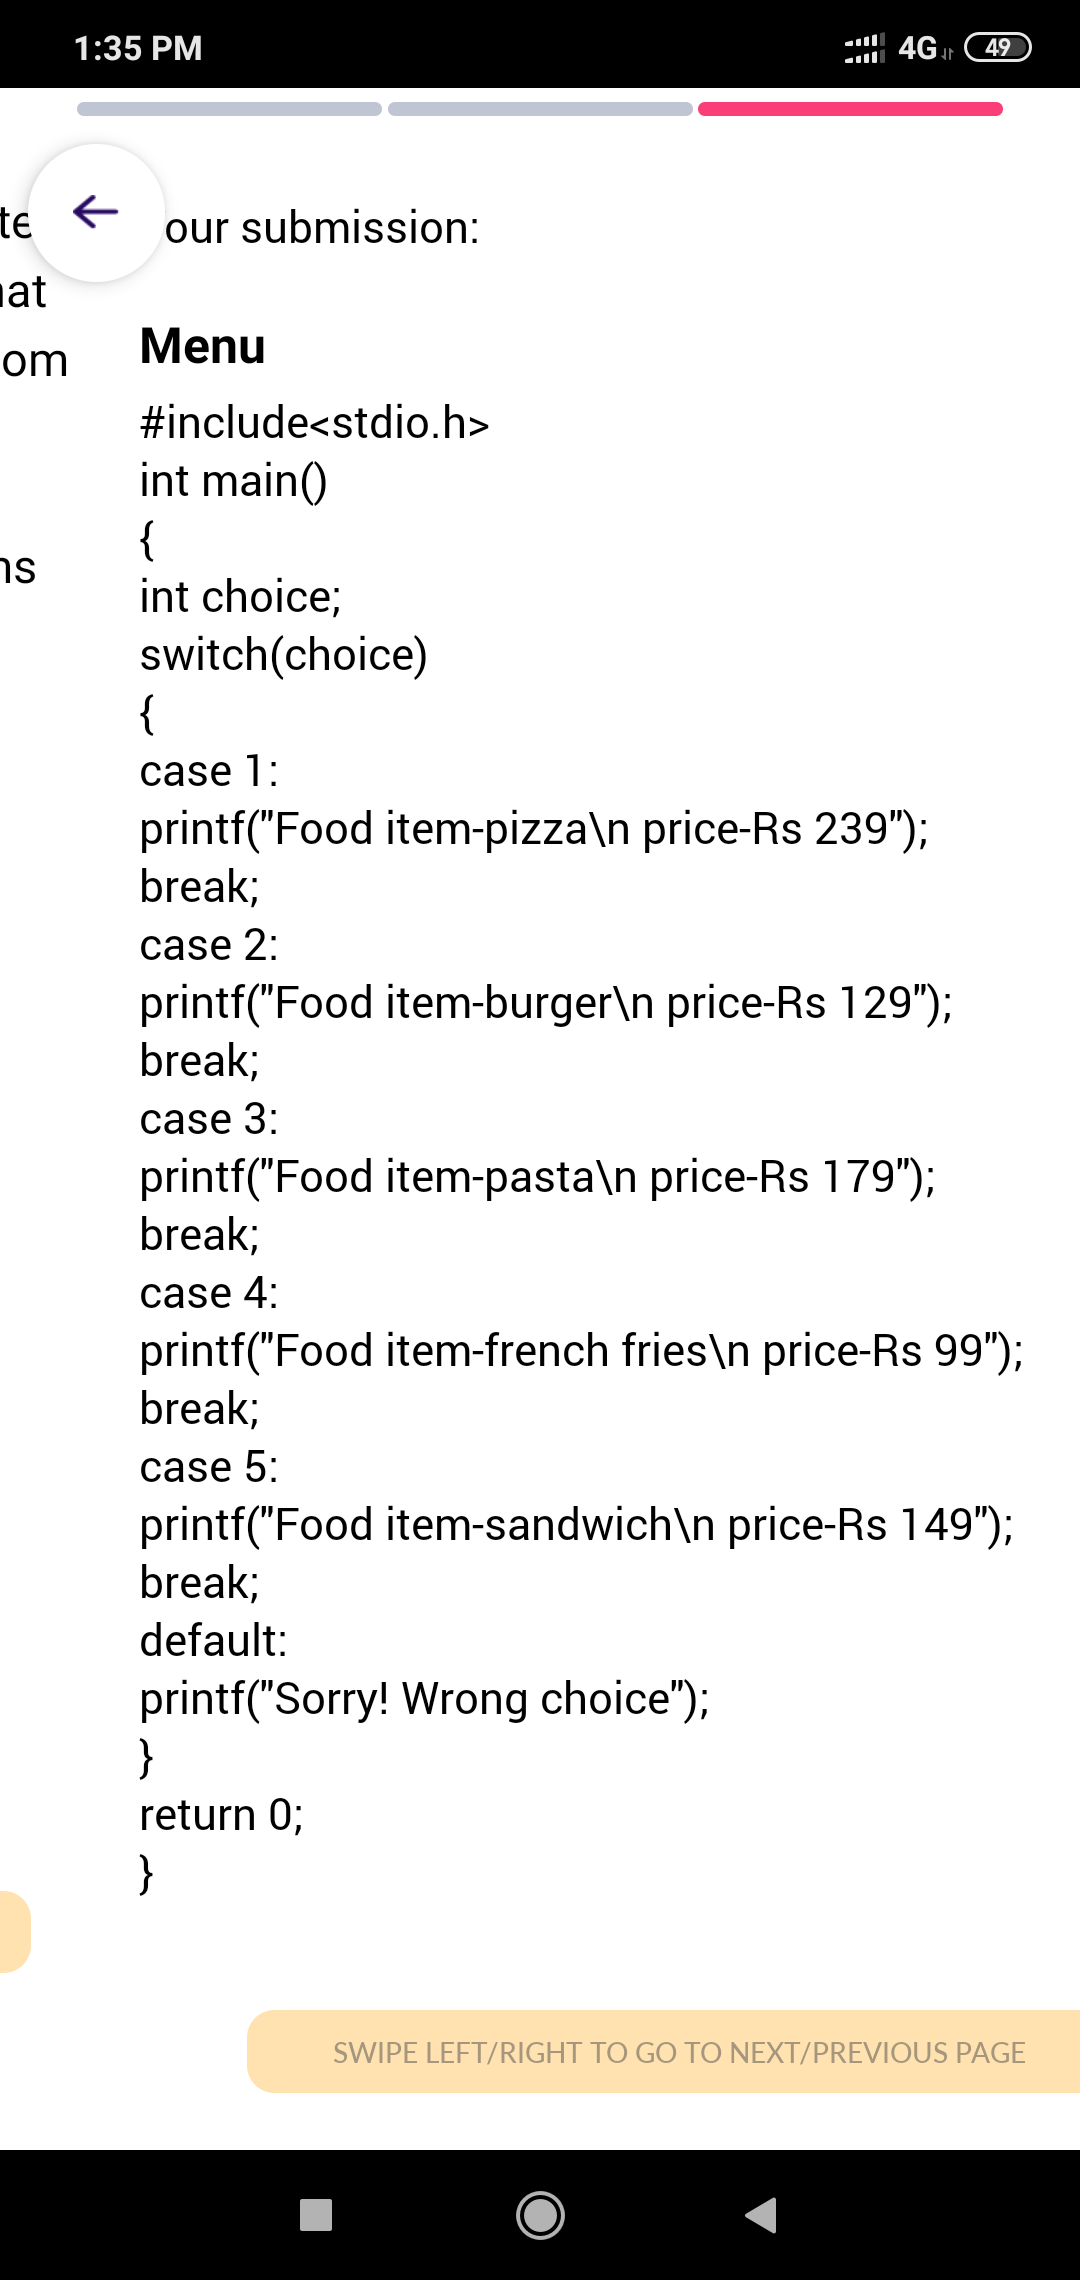 1:35 PM
4G
49
our submission:
at
om
Menu
#include<stdio.h>
int main()
{
int choice;
switch(choice)
{
case 1:
printf("Food item-pizza\n price-Rs 239");
break;
case 2:
printf("Food item-burger\n price-Rs 129");
break;
case 3:
printf("Food item-pasta\n price-Rs 179");
break;
case 4:
printf("Food item-french fries\n price-Rs 99");
break;
case 5:
printf("Food item-sandwich\n price-Rs 149");
break;
default:
printf("Sorry! Wrong choice");
}
return 0;
}
SWIPE LEFT/RIGHT TO GO TO NEXT/PREVIOUS PAGE